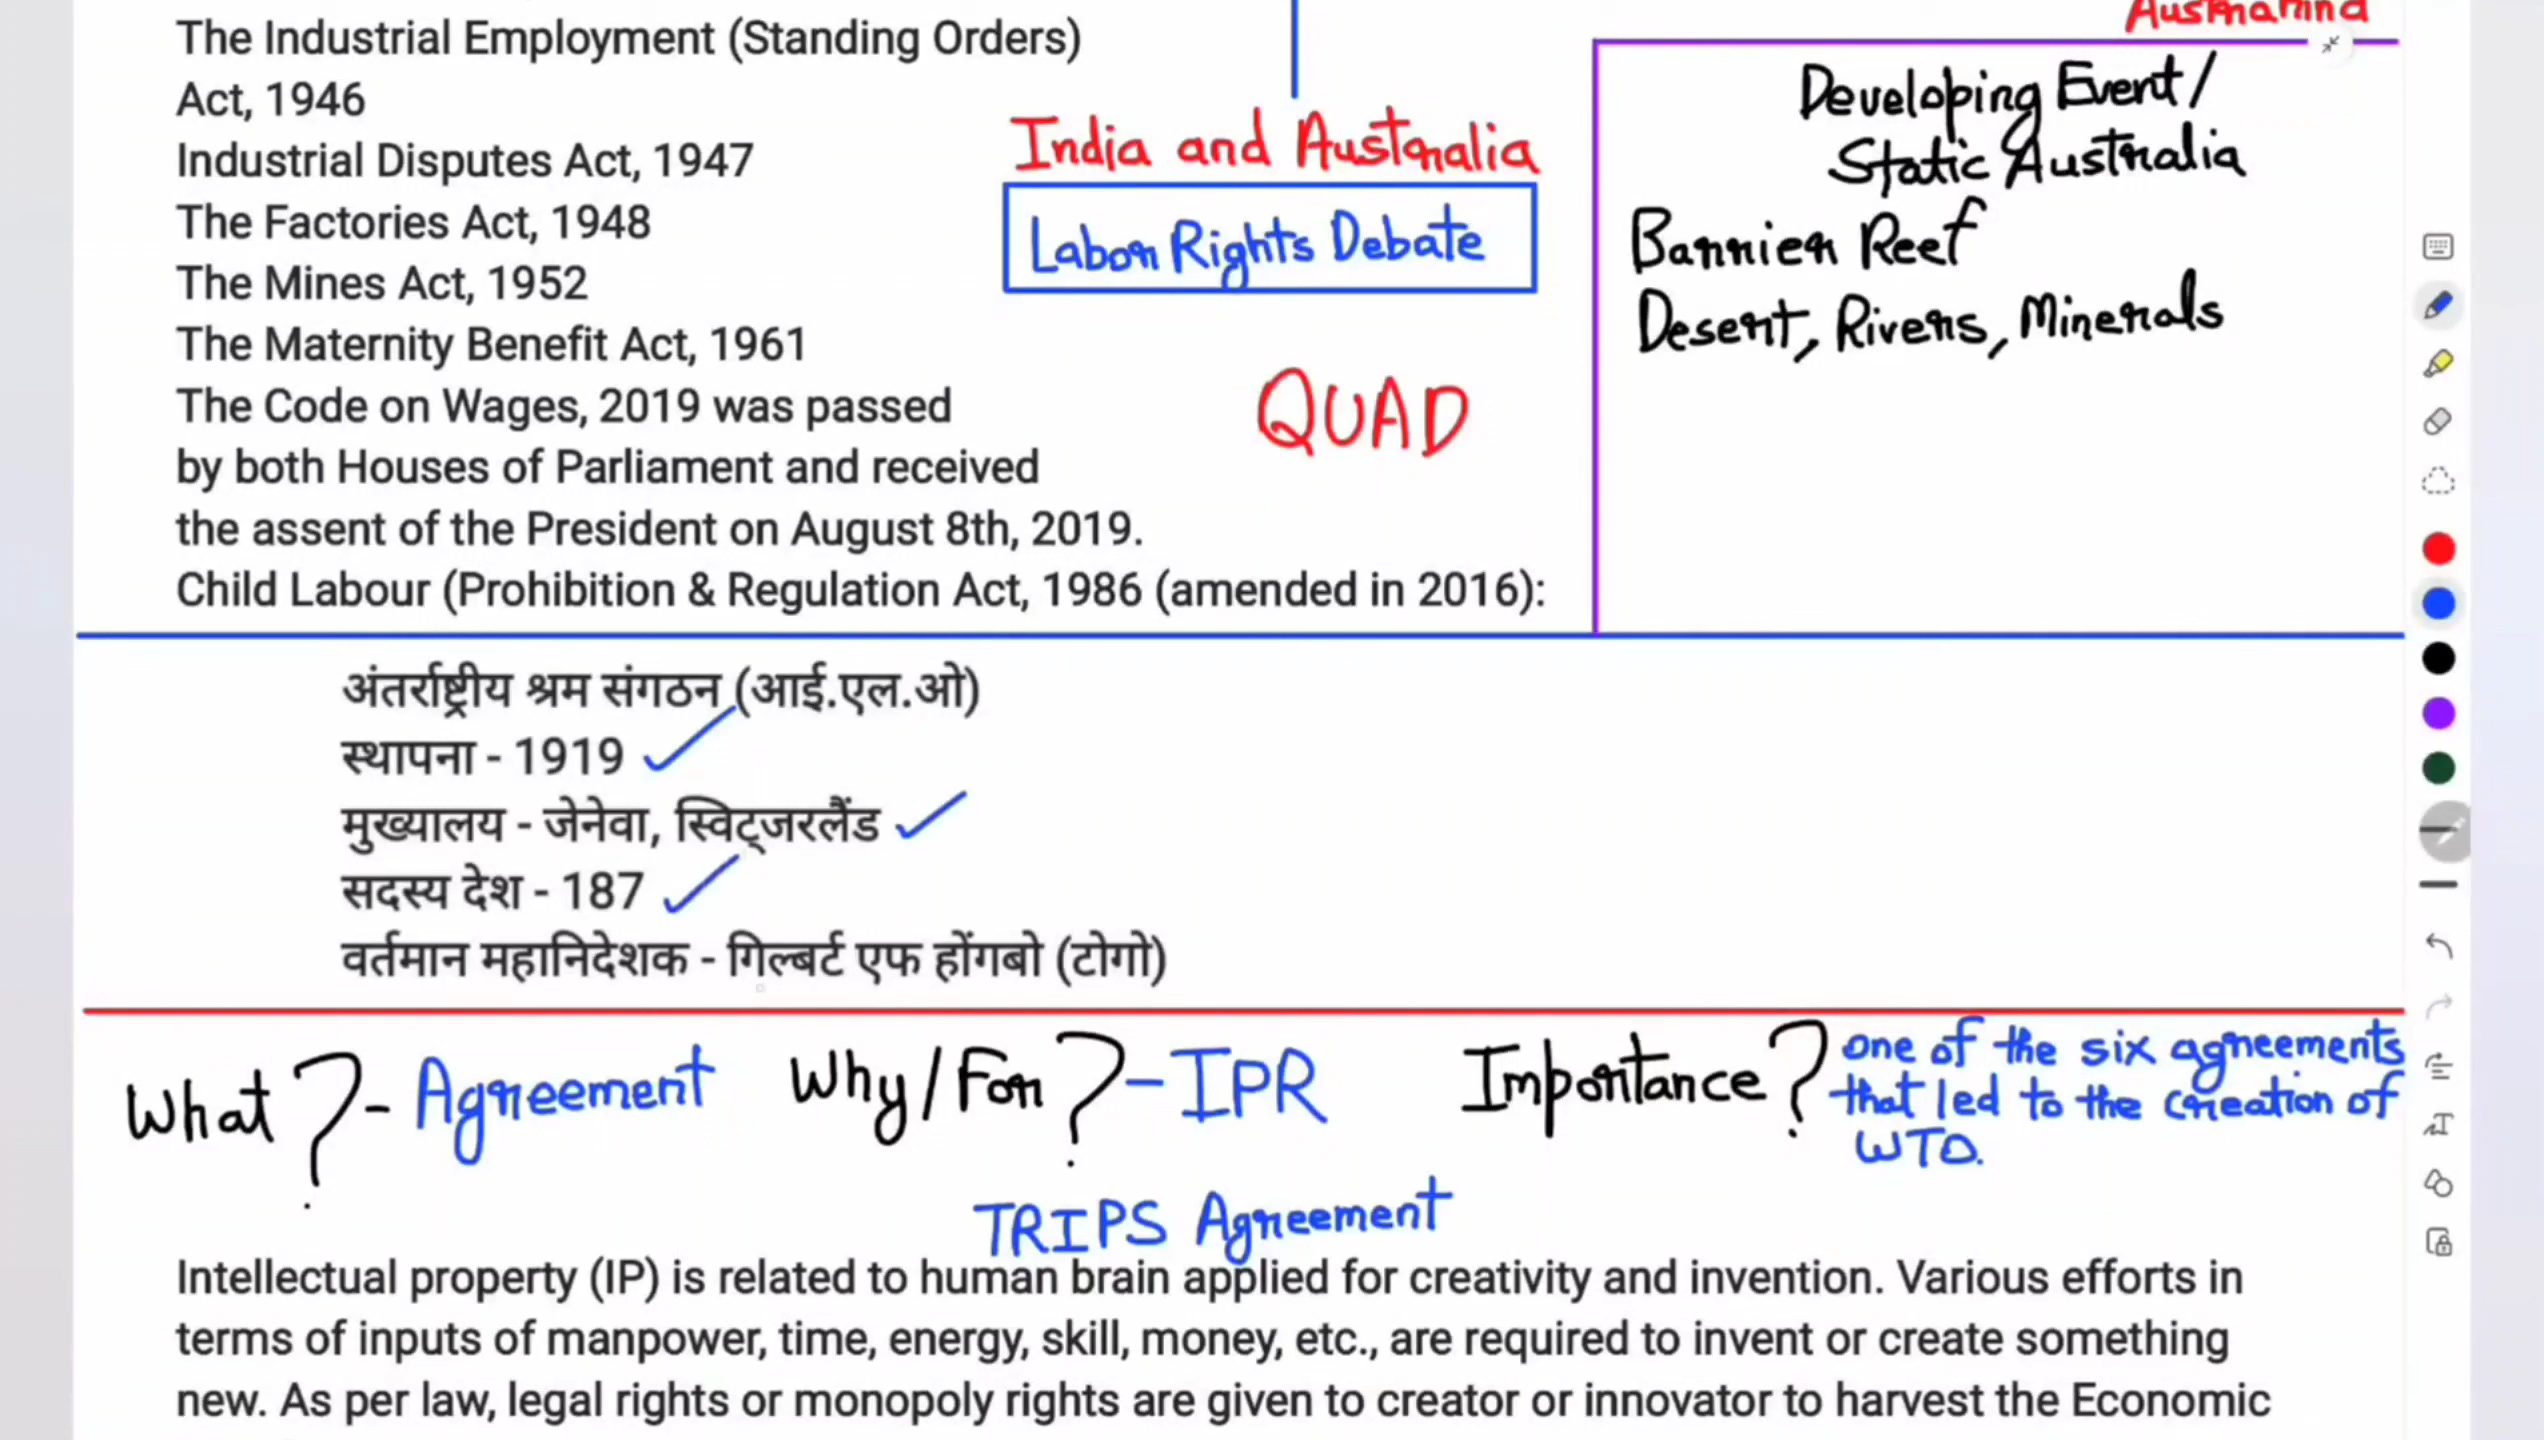 The Industrial Employment (Standing Orders)
Act, 1946
Industrial Disputes Act, 1947
The Factories Act, 1948
The Mines Act, 1952
The Maternity Benefit Act, 1961
The Code on Wages, 2019 was passed
by both Houses of Parliament and received
the assent of the President on August 8th, 2019.
Child Labour (Prohibition & Regulation Act, 1986 (amended in 2016):
India and Australia
Labor Rights Debate
QUAD
Developing Event/
Static Australia
Barrier Reef
Desert, Rivers, Minerals
अंतर्राष्ट्रीय श्रम संगठन (आई.एल.ओ)
स्थापना - 1919
मुख्यालय - जेनेवा, स्विट्जरलैंड
सदस्य देश - 187
वर्तमान महानिदेशक - गिल्बर्ट एफ होंगबो (टोगो)
What? - Agreement
Why/For? - IPR
Importance? one of the six agreements
that led to the creation of
WTO.
TRIPS Agreement
Intellectual property (IP) is related to human brain applied for creativity and invention. Various efforts in
terms of inputs of manpower, time, energy, skill, money, etc., are required to invent or create something
new. As per law, legal rights or monopoly rights are given to creator or innovator to harvest the Economic